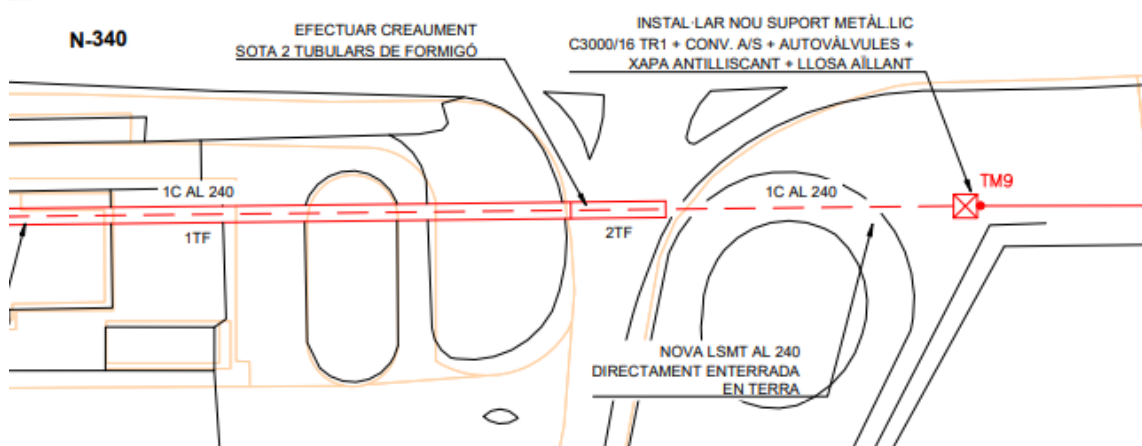 N-340
EFECTUAR CREAUMENT
SOTA 2 TUBULARS DE FORMIGÓ
INSTAL·LAR NOU SUPORT METÀL.LIC
C3000/16 TR1 + CONV. A/S + AUTOVÀLVULES +
XAPA ANTILLISCANT + LLOSA AÏLLANT
1C AL 240
1C AL 240
TM9
1TF
2TF
NOVA LSMT AL 240
DIRECTAMENT ENTERRADA
EN TERRA